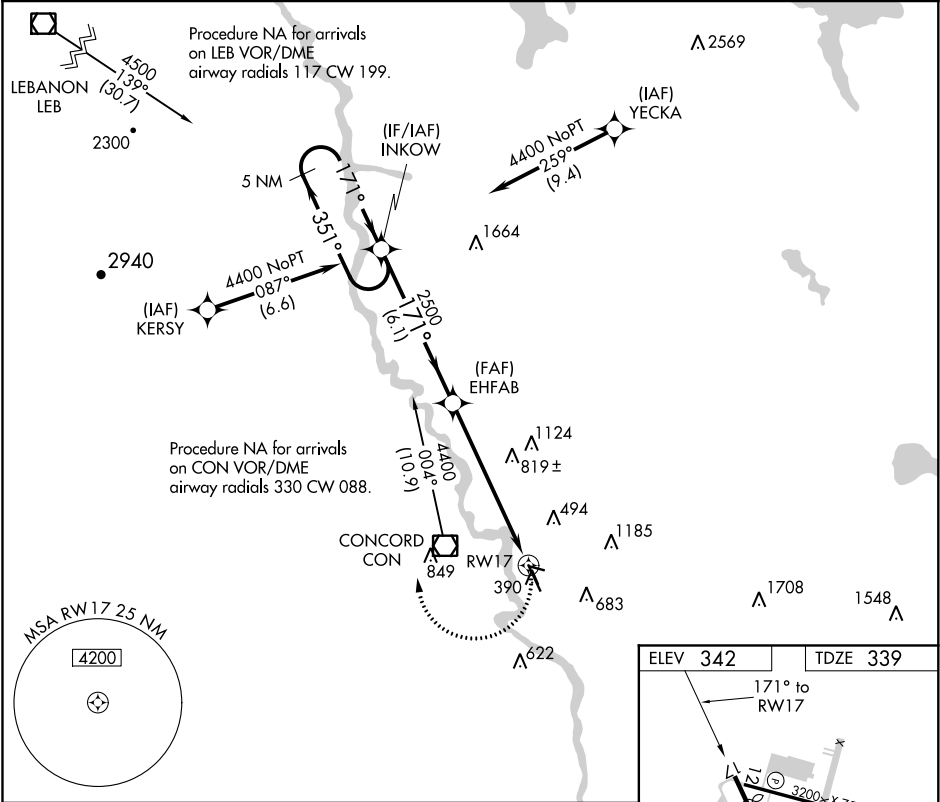 Procedure NA for arrivals
on LEB VOR/DME
airway radials 117 CW 199.
4500
139°
(30.7)
LEBANON
LEB
2300
2569
(IAF)
YECKA
4400 NoPT
259°
(9.4)
(IF/IAF)
INKOW
5 NM
171°
351°
1664
2940
4400 NoPT
087°
(6.6)
(IAF)
KERSY
2500
171°
(6.1)
(FAF)
EHFAB
1124
819±
Procedure NA for arrivals
on CON VOR/DME
airway radials 330 CW 088.
4400
004°
(10.9)
494
1185
CONCORD
CON
849
RW17
390
683
1708
1548
622
MSA RW17 25 NM
4200
ELEV 342
TDZE 339
171° to
RW17
17
12
P
X